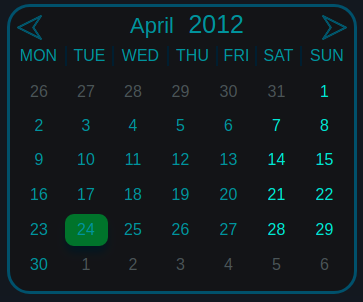 April 2012
MON TUE WED THU FRI SAT SUN
26 27 28 29 30 31 1
2 3 4 5 6 7 8
9 10 11 12 13 14 15
16 17 18 19 20 21 22
23 24 25 26 27 28 29
30 1 2 3 4 5 6